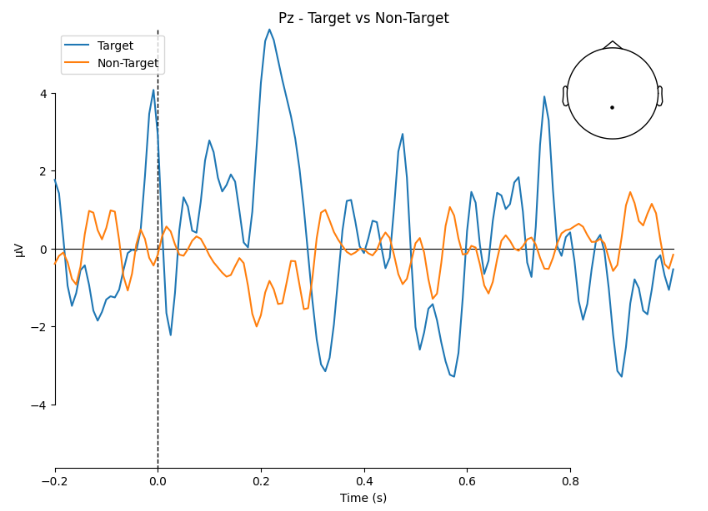 Pz - Target vs Non-Target
Target
Non-Target
4
2
0
−2
−4
µV
−0.2 0.0 0.2 0.4 0.6 0.8
Time (s)